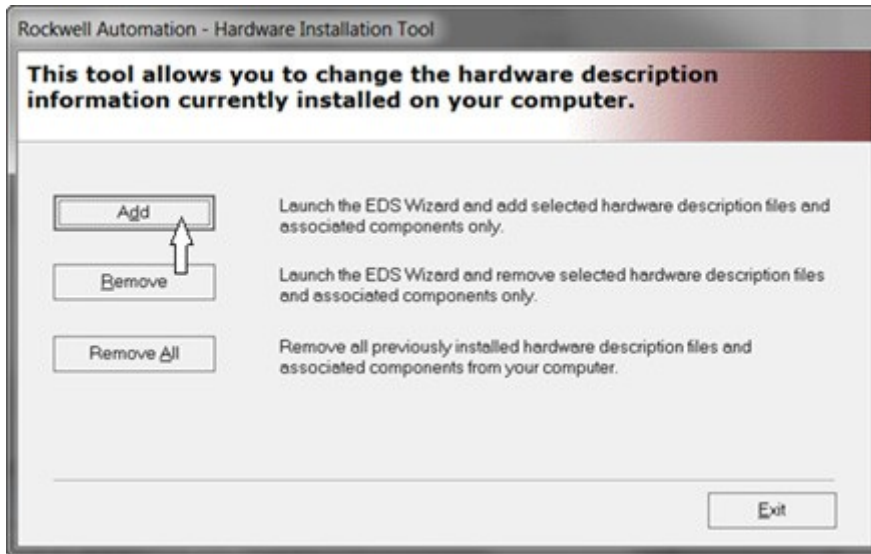 Rockwell Automation - Hardware Installation Tool
This tool allows you to change the hardware description
information currently installed on your computer.
Add
Launch the EDS Wizard and add selected hardware description files and
associated components only.
Remove
Launch the EDS Wizard and remove selected hardware description files
and associated components only.
Remove All
Remove all previously installed hardware description files and
associated components from your computer.
Exit